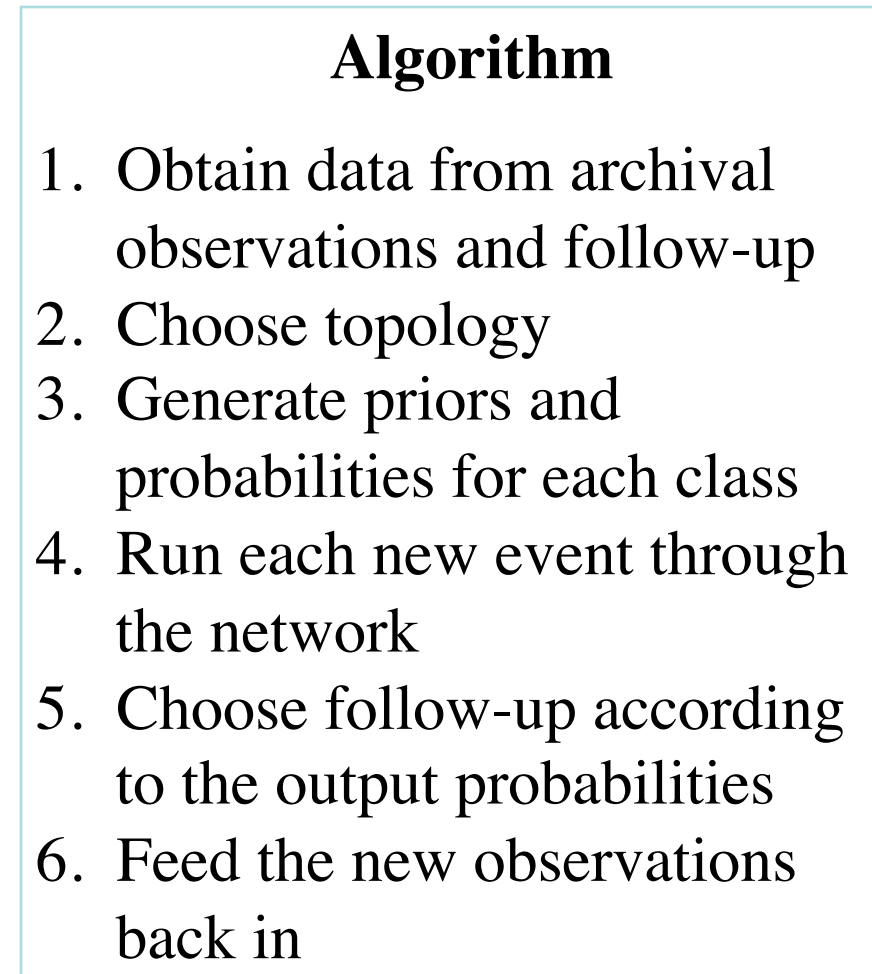 Algorithm
1. Obtain data from archival
observations and follow-up
2. Choose topology
3. Generate priors and
probabilities for each class
4. Run each new event through
the network
5. Choose follow-up according
to the output probabilities
6. Feed the new observations
back in